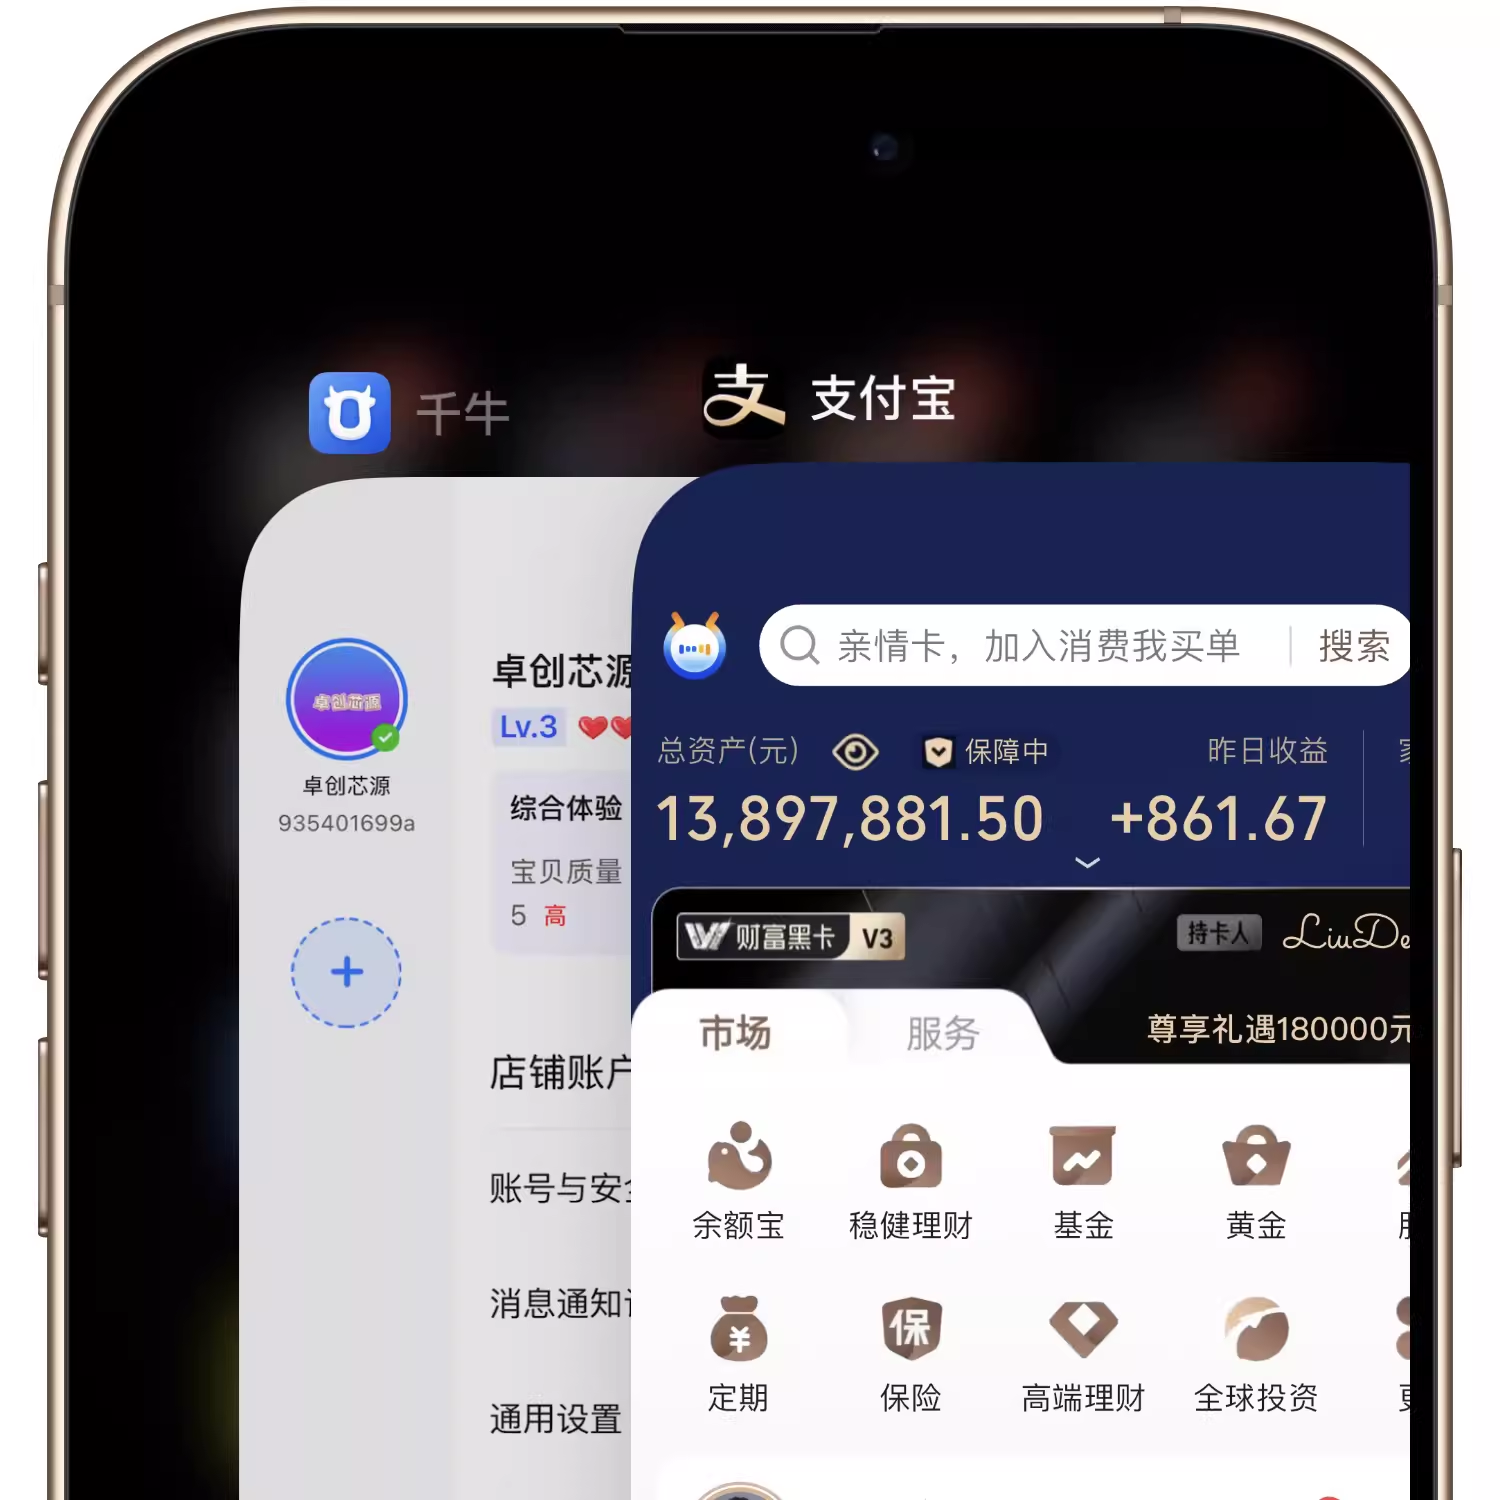 千牛
支付宝
卓创芯源
卓创芯源
935401699a
卓创芯源
Lv.3
综合体验
宝贝质量
5 高
店铺账户
账号与安全
消息通知
通用设置
亲情卡，加入消费我买单
搜索
总资产(元)
保障中
昨日收益
13,897,881.50
+861.67
财富黑卡 V3
持卡人 LiuDe
尊享礼遇180000元
市场
服务
余额宝
稳健理财
基金
黄金
定期
保
保险
高端理财
全球投资